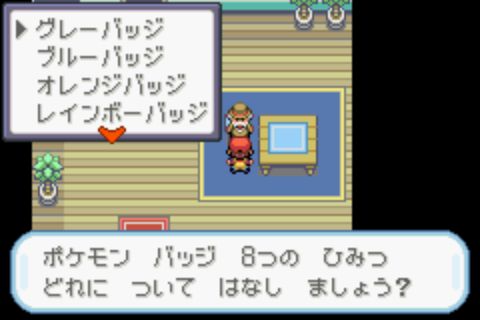 グレーバッジ
ブルーバッジ
オレンジバッジ
レインボーバッジ
ポケモン バッジ 8つの ひみつ
どれに ついて はなし ましょう?